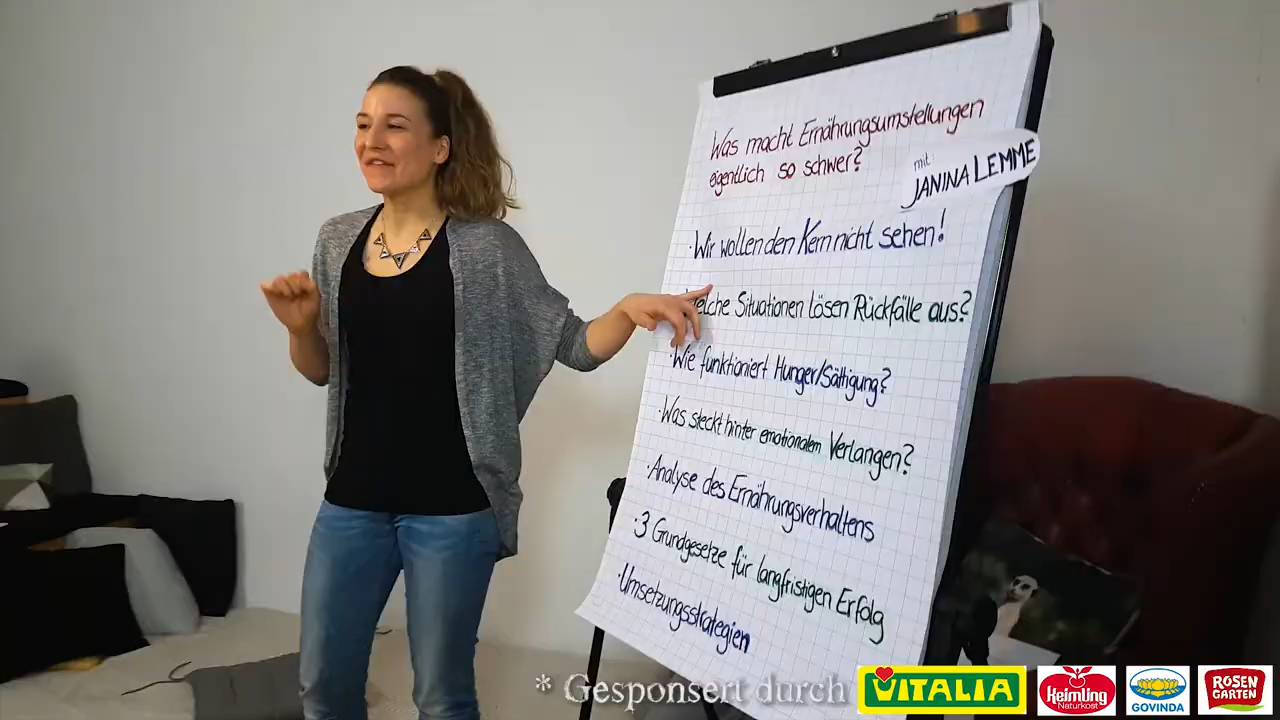 Was macht Ernährungsumstellungen
eigentlich so schwer?
mit:
JANINA LEMME
· Wir wollen den Kern nicht sehen!
Welche Situationen lösen Rückfälle aus?
· Wie funktioniert Hunger/Sättigung?
· Was steckt hinter emotionalem Verlangen?
· Analyse des Ernährungsverhaltens
· 3 Grundgesetze für langfristigen Erfolg
· Umsetzungsstrategien
* Gesponsert durch
VITALIA
Heimling
Naturkost
GOVINDA
ROSEN
GARTEN